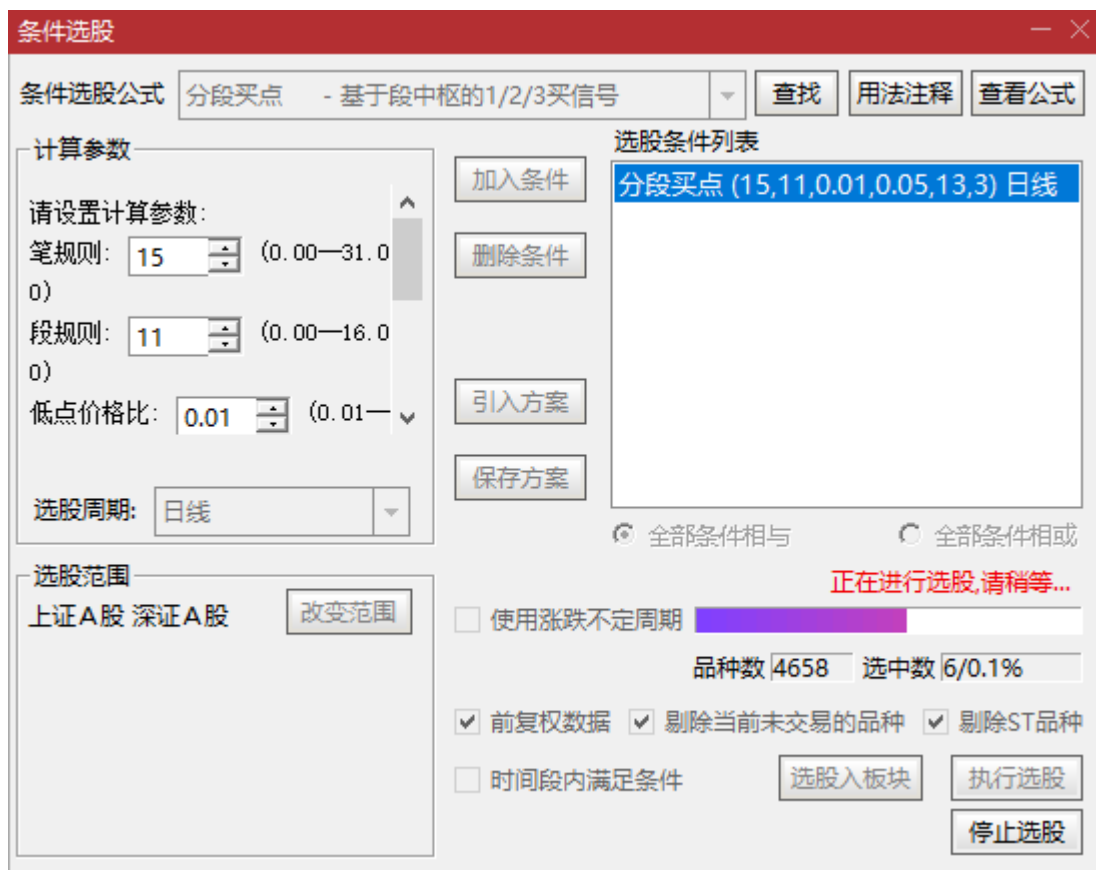 条件选股
条件选股公式 分段买点 - 基于段中枢的1/2/3买信号 查找 用法注释 查看公式
计算参数
请设置计算参数:
笔规则: 15 (0.00—31.0
0)
段规则: 11 (0.00—16.0
0)
低点价格比: 0.01 (0.01—
选股周期: 日线
加入条件
删除条件
引入方案
保存方案
选股条件列表
分段买点 (15,11,0.01,0.05,13,3) 日线
全部条件相与 全部条件相或
选股范围
上证A股 深证A股 改变范围
正在进行选股,请稍等...
使用涨跌不定周期
品种数 4658 选中数 6/0.1%
前复权数据 剔除当前未交易的品种 剔除ST品种
时间段内满足条件 选股入板块 执行选股
停止选股